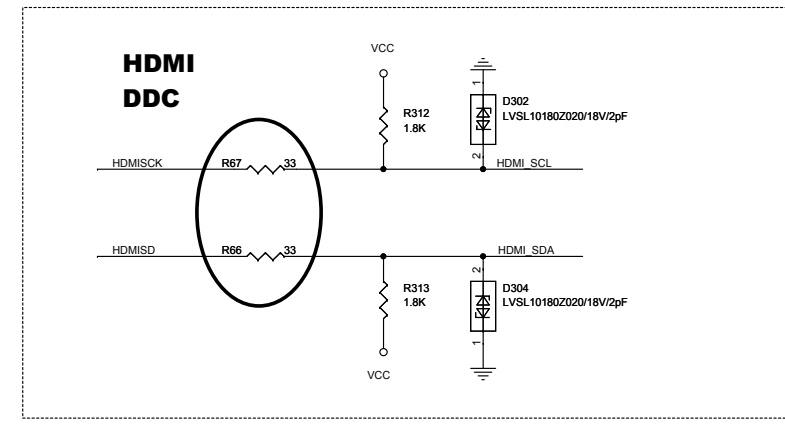 HDMI
DDC
VCC
R312
1.8K
1
D302
LVSL10180Z020/18V/2pF
2
HDMISCK
R67
33
HDMI_SCL
HDMISD
R66
33
HDMI_SDA
R313
1.8K
2
D304
LVSL10180Z020/18V/2pF
1
VCC